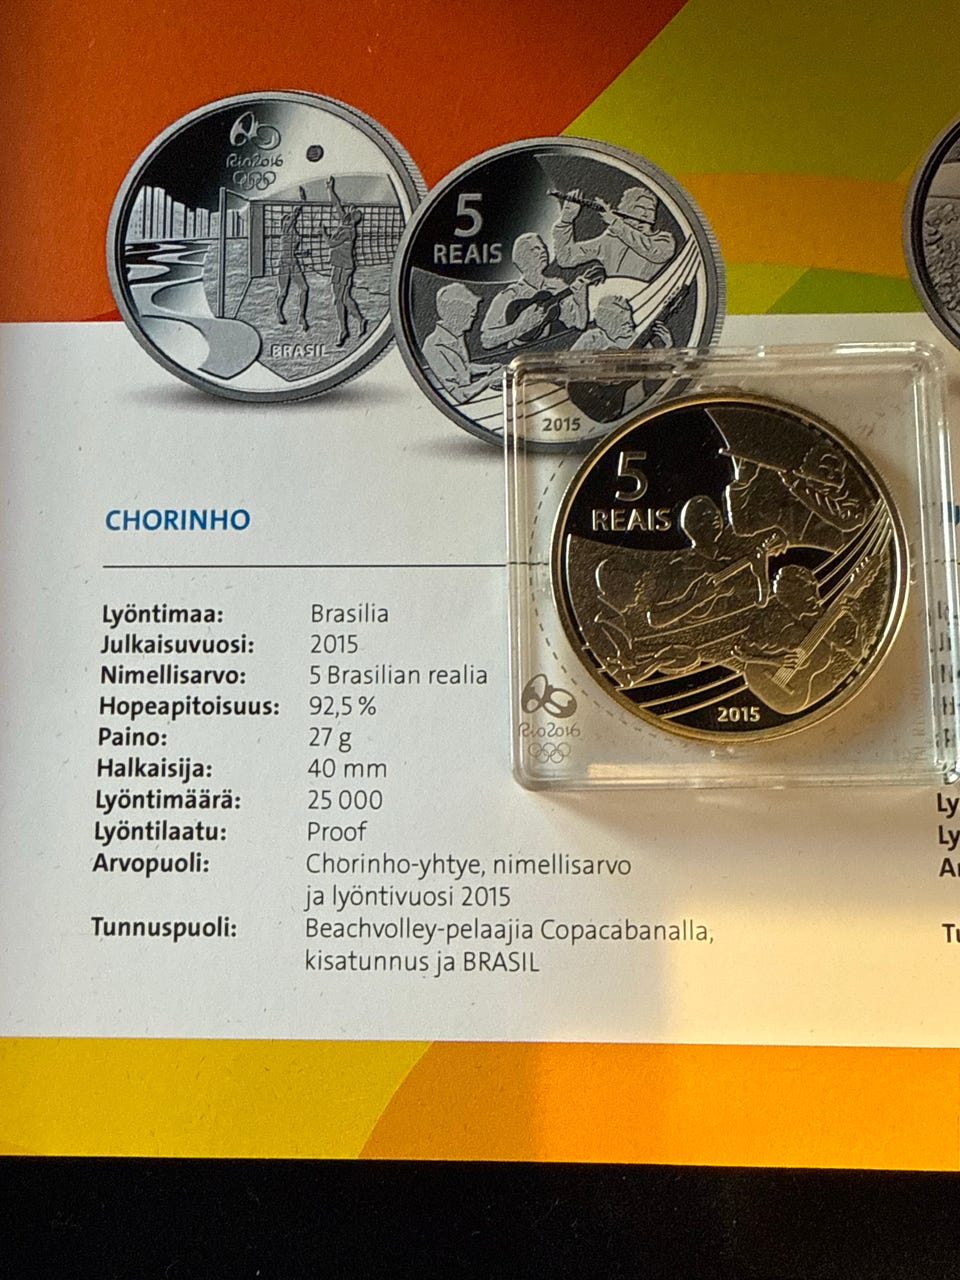 Rio2016
BRASIL
5
REAIS
2015
5
REAIS
2015
Rio2016
CHORINHO
Lyöntimaa: Brasilia
Julkaisuvuosi: 2015
Nimellisarvo: 5 Brasilian realia
Hopeapitoisuus: 92,5 %
Paino: 27 g
Halkaisija: 40 mm
Lyöntimäärä: 25 000
Lyöntilaatu: Proof
Arvopuoli: Chorinho-yhtye, nimellisarvo
ja lyöntivuosi 2015
Tunnuspuoli: Beachvolley-pelaajia Copacabanalla,
kisatunnus ja BRASIL
Ly
Ly